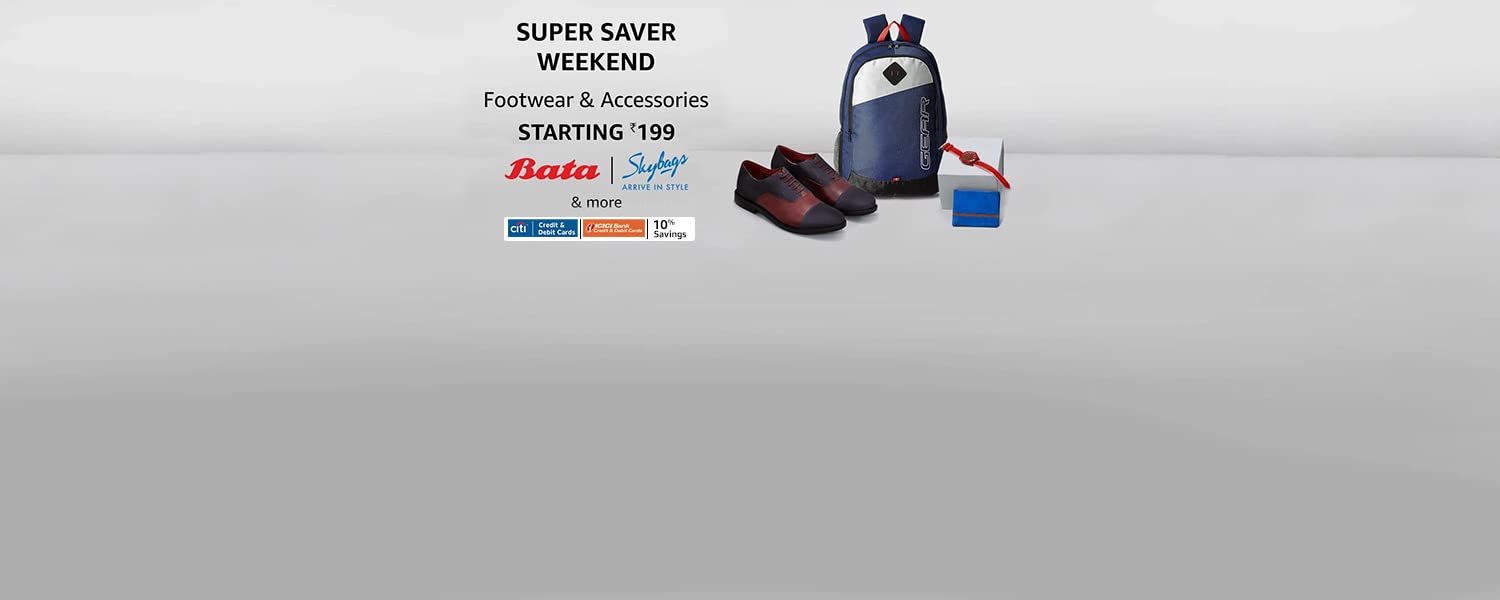 SUPER SAVER
WEEKEND
Footwear & Accessories
STARTING ₹199
Bata | Skybags
ARRIVE IN STYLE
& more
citi | Credit & Debit Cards | ICICI Bank Credit & Debit Cards | 10% Savings
GEAR